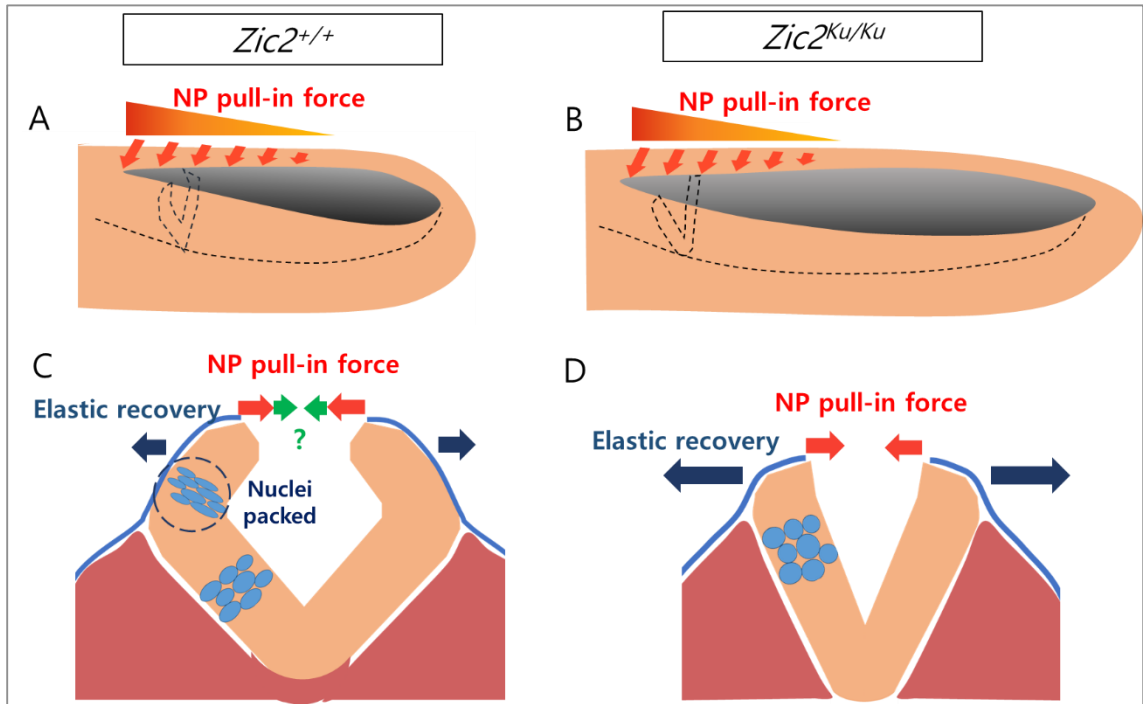 Zic2+/+
Zic2Ku/Ku
A
NP pull-in force
B
NP pull-in force
C
NP pull-in force
Elastic recovery
?
Nuclei
packed
D
NP pull-in force
Elastic recovery